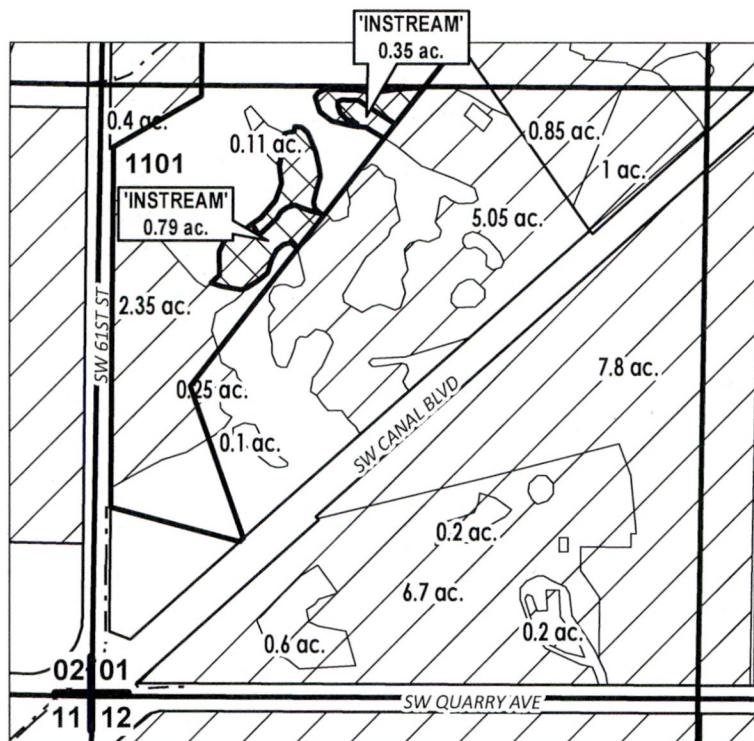 'INSTREAM'
0.35 ac.
0.4 ac.
0.11 ac.
0.85 ac.
1101
1 ac.
'INSTREAM'
0.79 ac.
5.05 ac.
2.35 ac.
SW 61ST ST
7.8 ac.
0.25 ac.
SW CANAL BLVD
0.1 ac.
0.2 ac.
6.7 ac.
0.6 ac.
0.2 ac.
02 01
11 12
SW QUARRY AVE